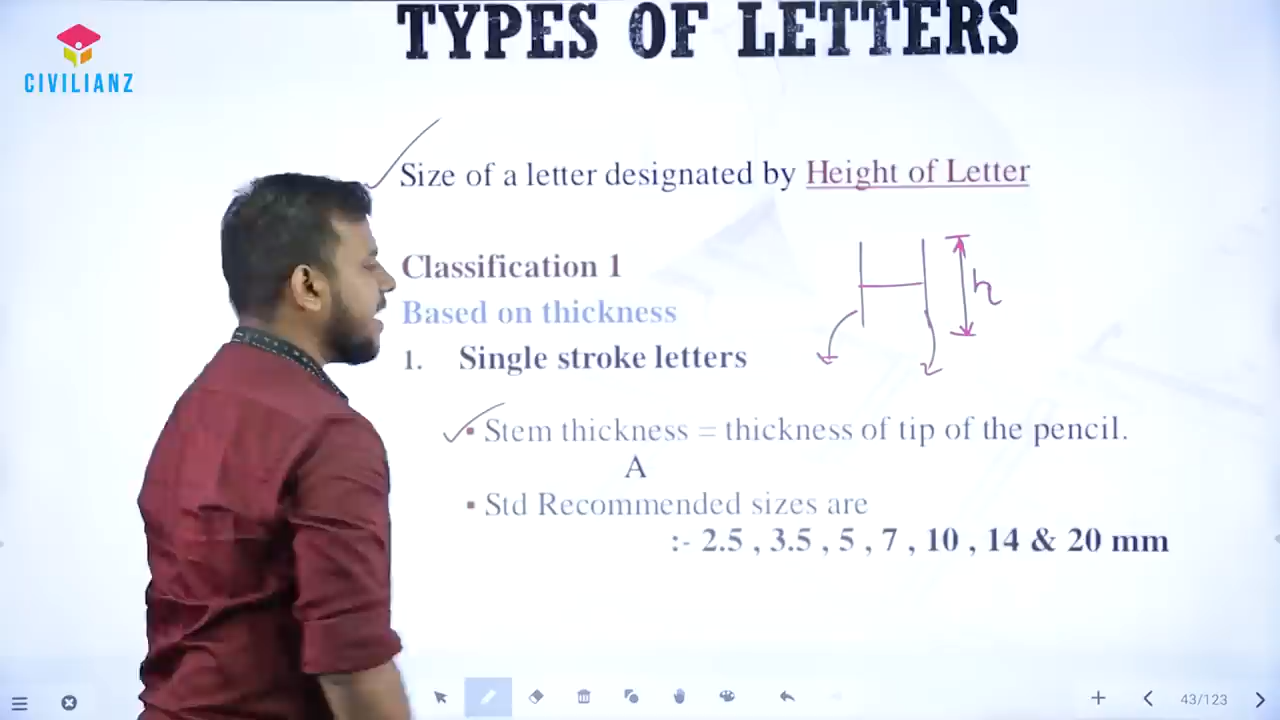 TYPES OF LETTERS
CIVILIANZ
Size of a letter designated by Height of Letter
Classification 1
Based on thickness
h
1. Single stroke letters
▪ Stem thickness = thickness of tip of the pencil.
A
▪ Std Recommended sizes are
:- 2.5 , 3.5 , 5 , 7 , 10 , 14 & 20 mm
43/123